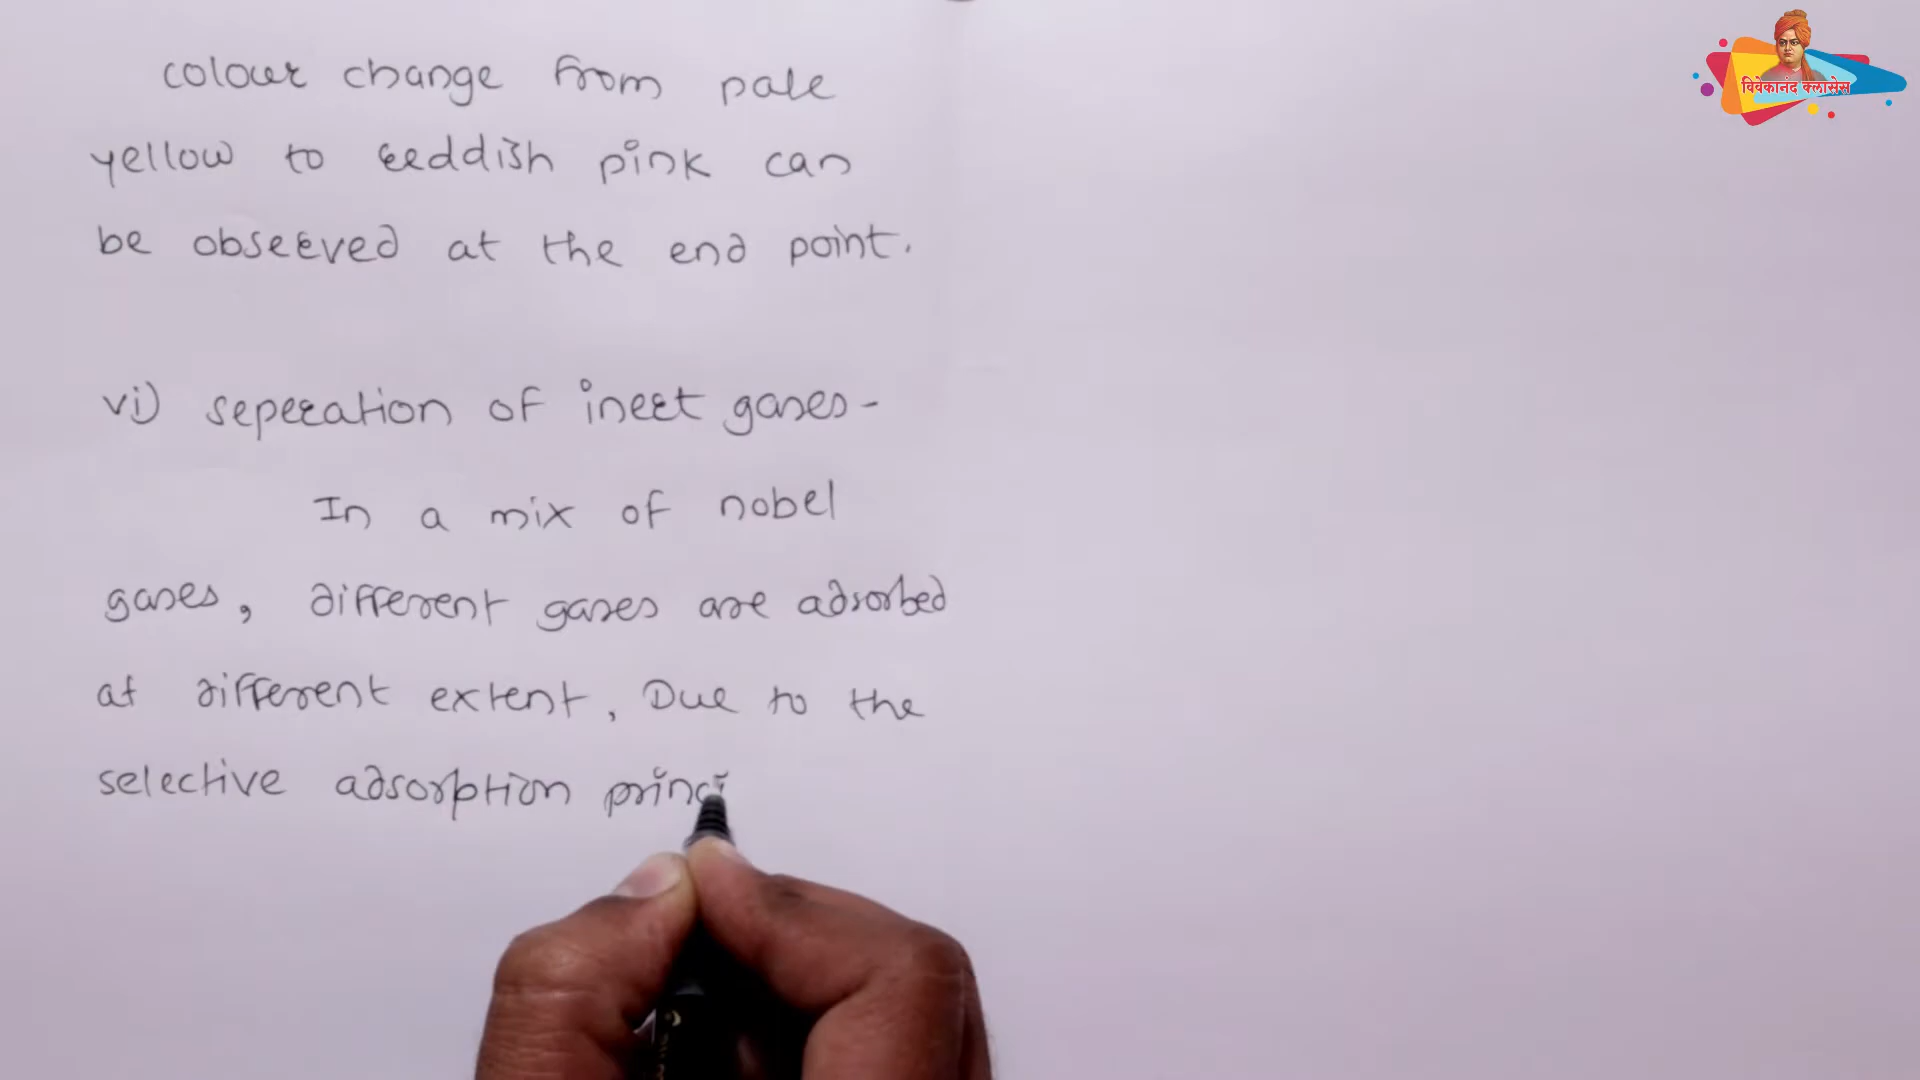 colour change from pale
yellow to reddish pink can
be observed at the end point.
vi) seperation of inert gases-
In a mix of nobel
gases, different gases are adsorbed
at different extent, Due to the
selective adsorption princi
विवेकानंद क्लासेस